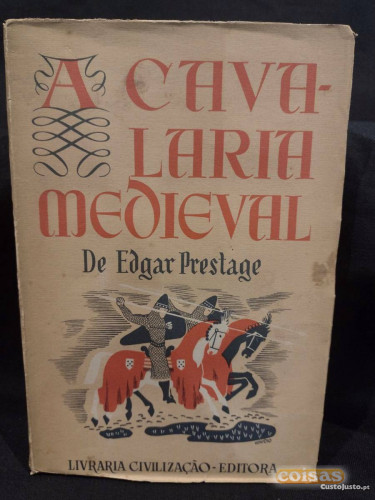 A CAVA-
LARIA
MEDIEVAL
De Edgar Prestage
LIVRARIA CIVILIZAÇÃO-EDITORA
coisas
CustoJusto.pt